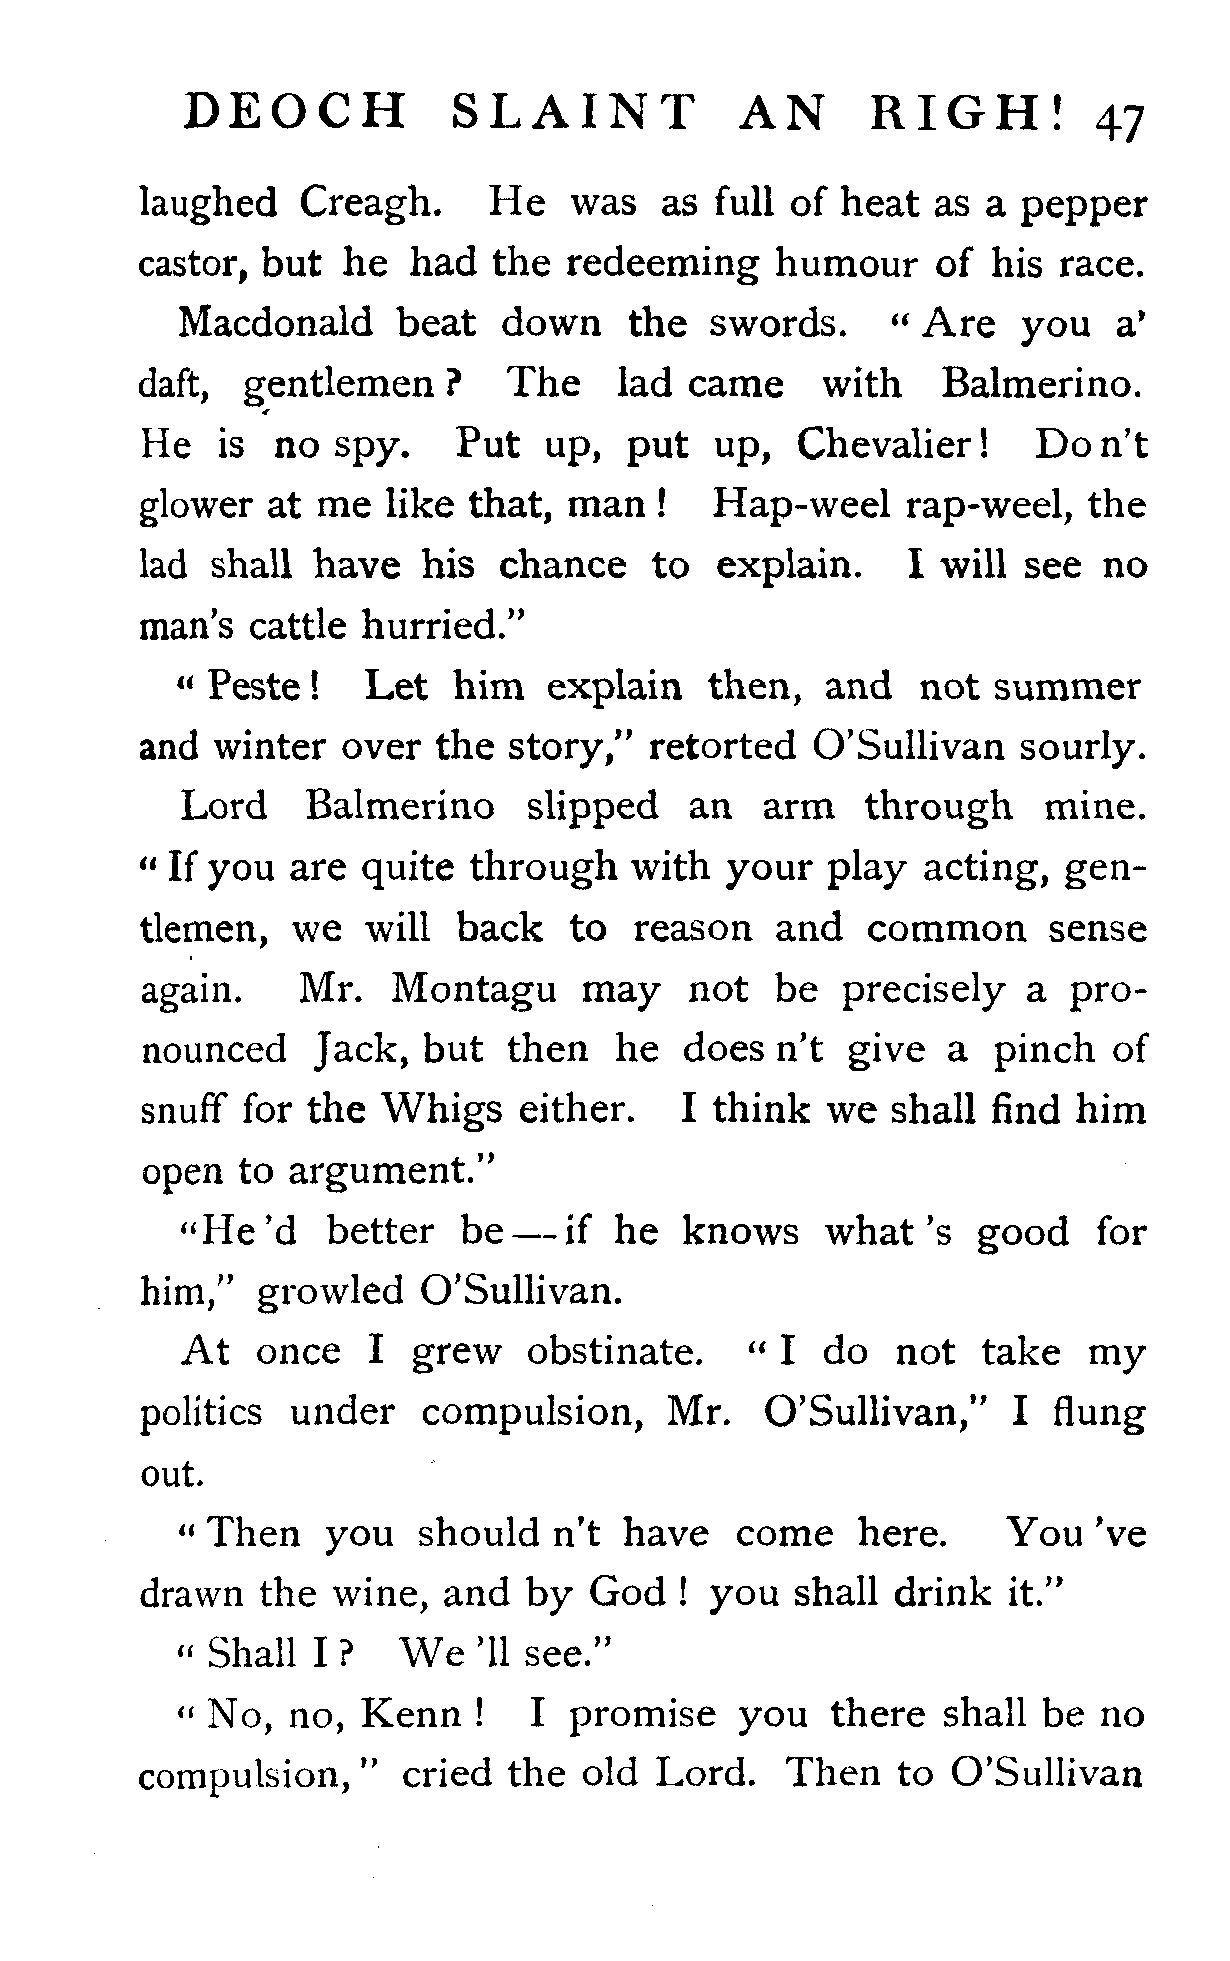 DEOCH SLAINT AN RIGH! 47
laughed Creagh. He was as full of heat as a pepper
castor, but he had the redeeming humour of his race.
Macdonald beat down the swords. "Are you a'
daft, gentlemen? The lad came with Balmerino.
He is no spy. Put up, put up, Chevalier! Don't
glower at me like that, man! Hap-weel rap-weel, the
lad shall have his chance to explain. I will see no
man's cattle hurried."
"Peste! Let him explain then, and not summer
and winter over the story," retorted O'Sullivan sourly.
Lord Balmerino slipped an arm through mine.
"If you are quite through with your play acting, gen-
tlemen, we will back to reason and common sense
again. Mr. Montagu may not be precisely a pro-
nounced Jack, but then he does n't give a pinch of
snuff for the Whigs either. I think we shall find him
open to argument."
"He 'd better be—if he knows what 's good for
him," growled O'Sullivan.
At once I grew obstinate. "I do not take my
politics under compulsion, Mr. O'Sullivan," I flung
out.
"Then you should n't have come here. You 've
drawn the wine, and by God! you shall drink it."
"Shall I? We 'll see."
"No, no, Kenn! I promise you there shall be no
compulsion," cried the old Lord. Then to O'Sullivan